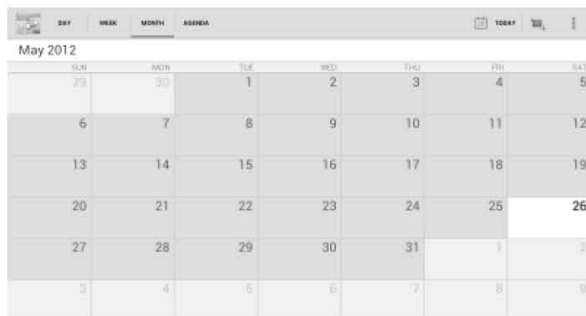 DAY WEEK MONTH AGENDA TODAY
May 2012
SUN MON TUE WED THU FRI SAT
29 30 1 2 3 4 5
6 7 8 9 10 11 12
13 14 15 16 17 18 19
20 21 22 23 24 25 26
27 28 29 30 31 1 2
3 4 5 6 7 8 9